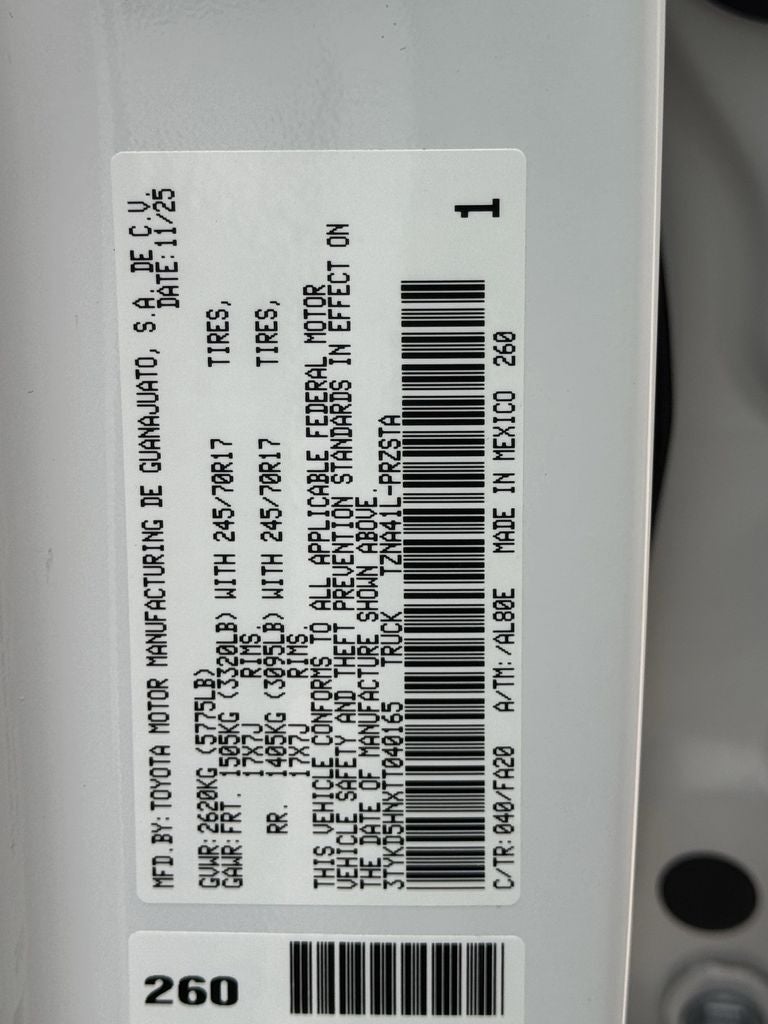 MFD.BY: TOYOTA MOTOR MANUFACTURING DE GUANAJUATO, S.A. DE C.V.
DATE: 11/25
GVWR: 2620KG (5775LB)
GAWR: FRT. 1505KG (3320LB) WITH 245/70R17 TIRES,
17X7J RIMS.
RR. 1405KG (3095LB) WITH 245/70R17 TIRES,
17X7J RIMS.
THIS VEHICLE CONFORMS TO ALL APPLICABLE FEDERAL MOTOR
VEHICLE SAFETY AND THEFT PREVENTION STANDARDS IN EFFECT ON
THE DATE OF MANUFACTURE SHOWN ABOVE.
3TYKD5HNXTT040165 TRUCK TZNA41L-PRZSTA
1
C/TR: 040/FA20 A/TM: /AL80E MADE IN MEXICO 260
260